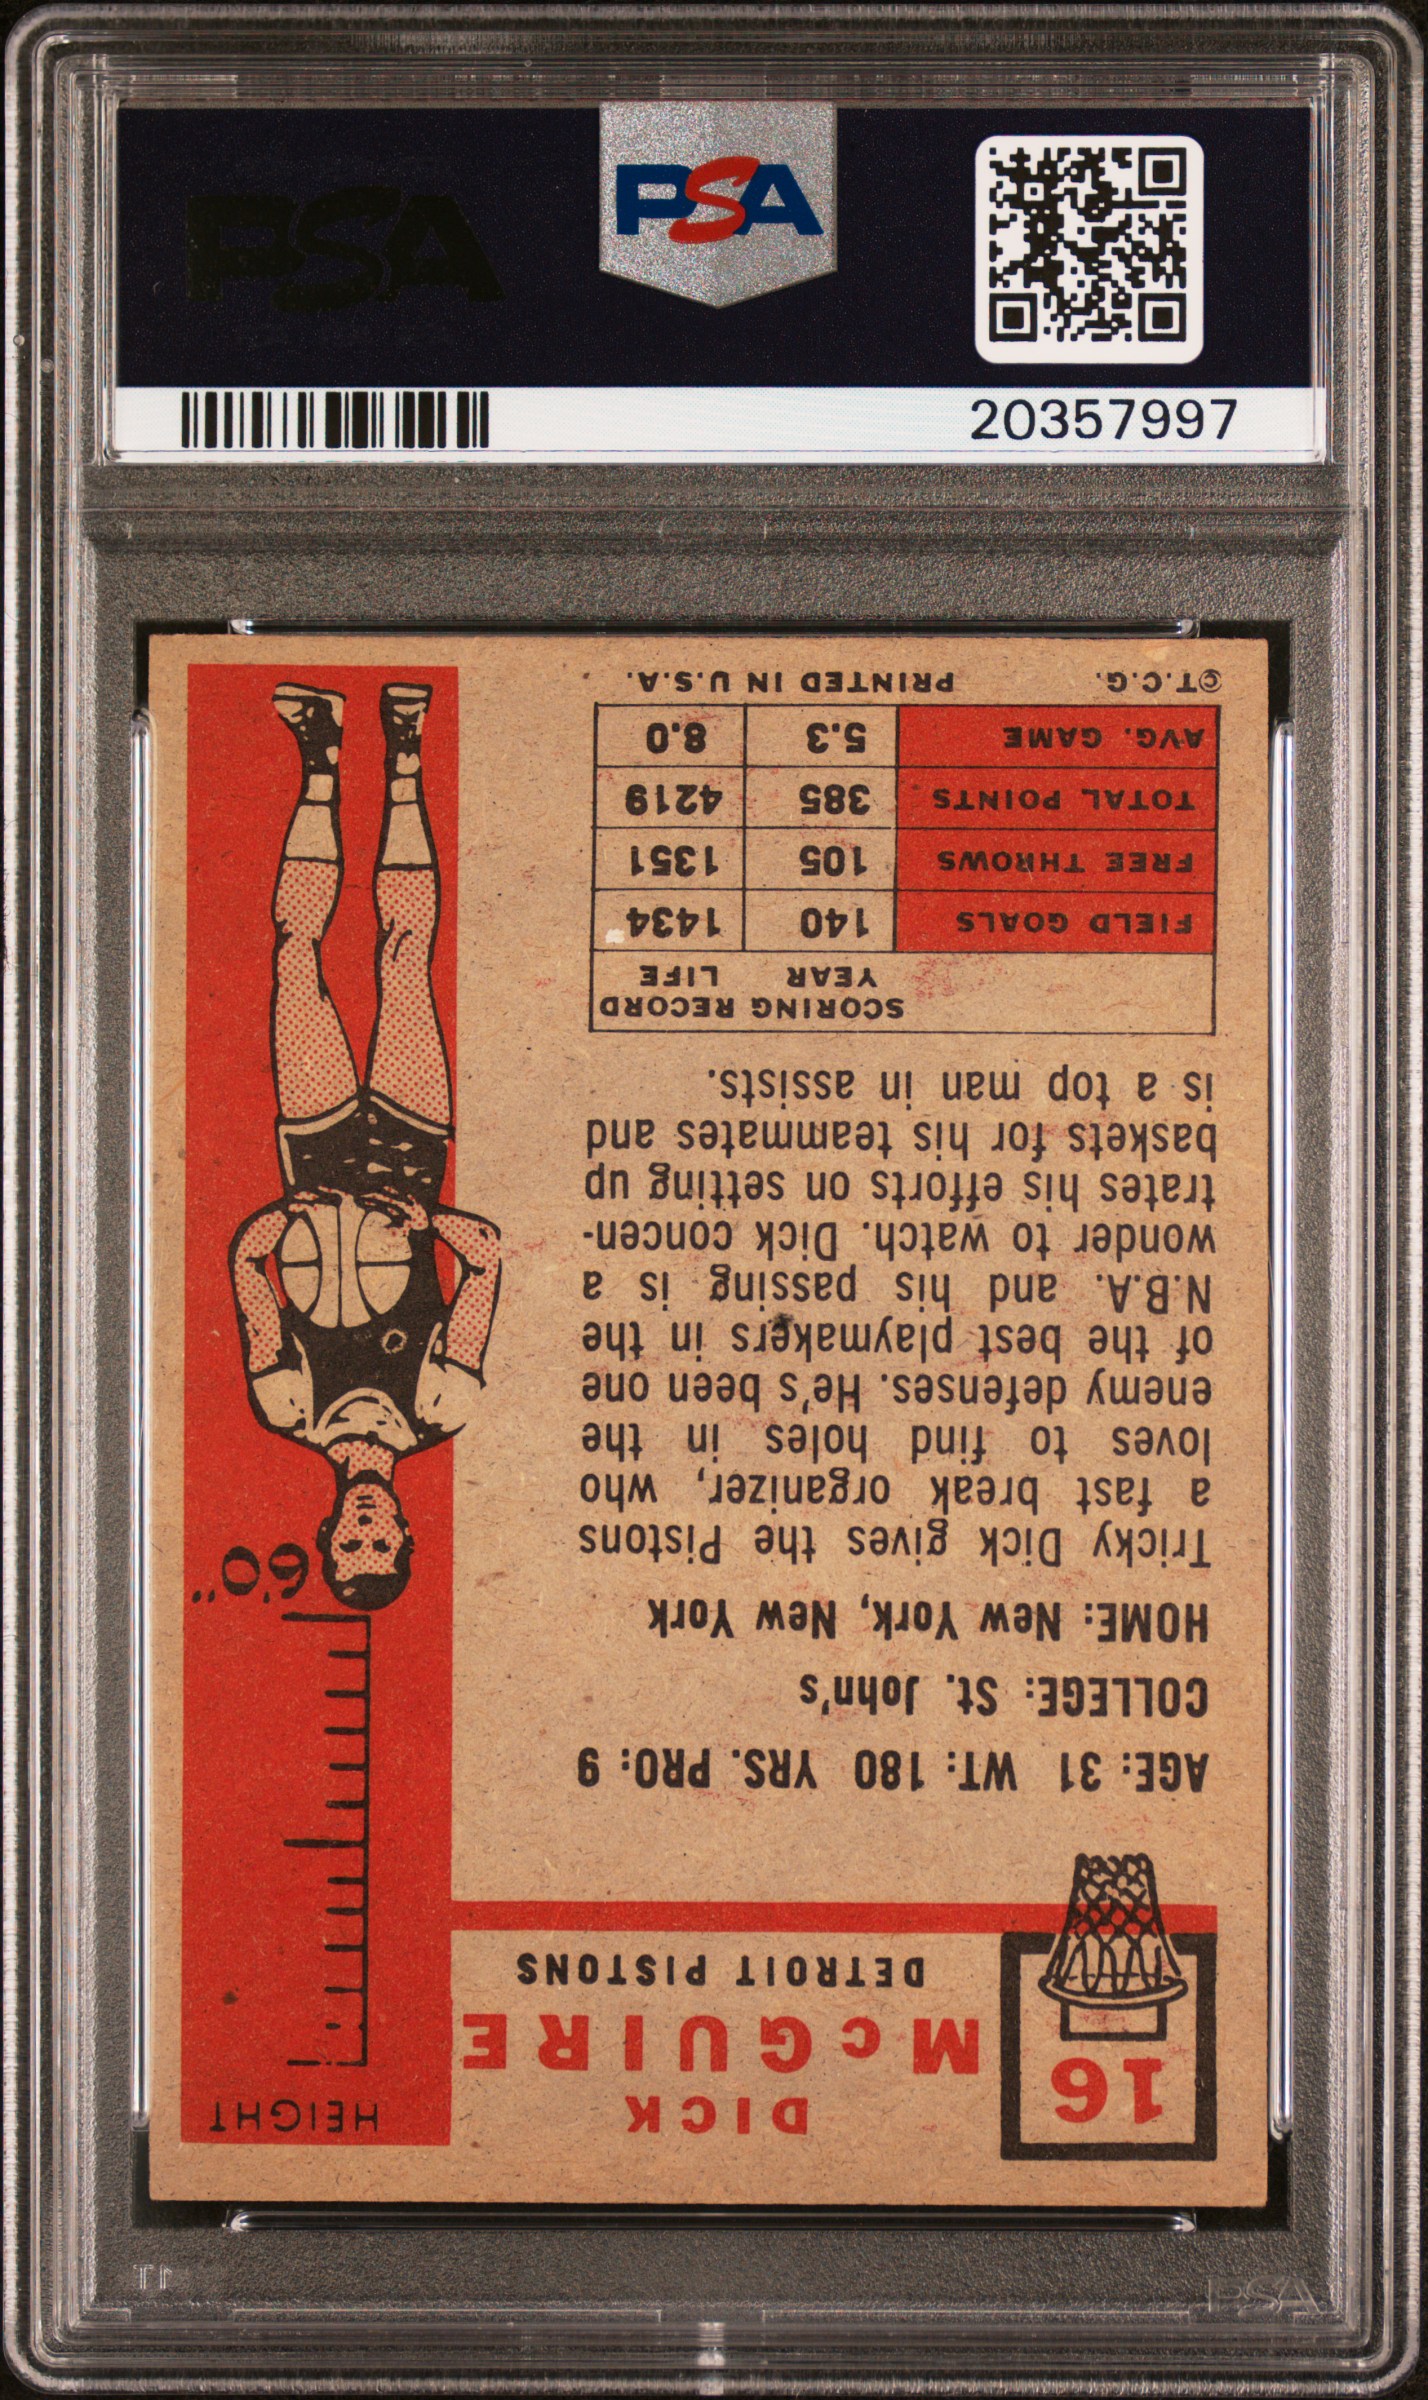 PSA
PSA
20357997
16
DICK
McGUIRE
DETROIT PISTONS
HEIGHT
6'0"
AGE: 31 WT: 180 YRS. PRO: 9
COLLEGE: St. John's
HOME: New York, New York
Tricky Dick gives the Pistons
a fast break organizer, who
loves to find holes in the
enemy defenses. He's been one
of the best playmakers in the
N.B.A. and his passing is a
wonder to watch. Dick concen-
trates his efforts on setting up
baskets for his teammates and
is a top man in assists.
SCORING RECORD
YEAR LIFE
FIELD GOALS 140 1434
FREE THROWS 105 1351
TOTAL POINTS 385 4219
AVG. GAME 5.3 8.0
©T.C.G. PRINTED IN U.S.A.
PSA